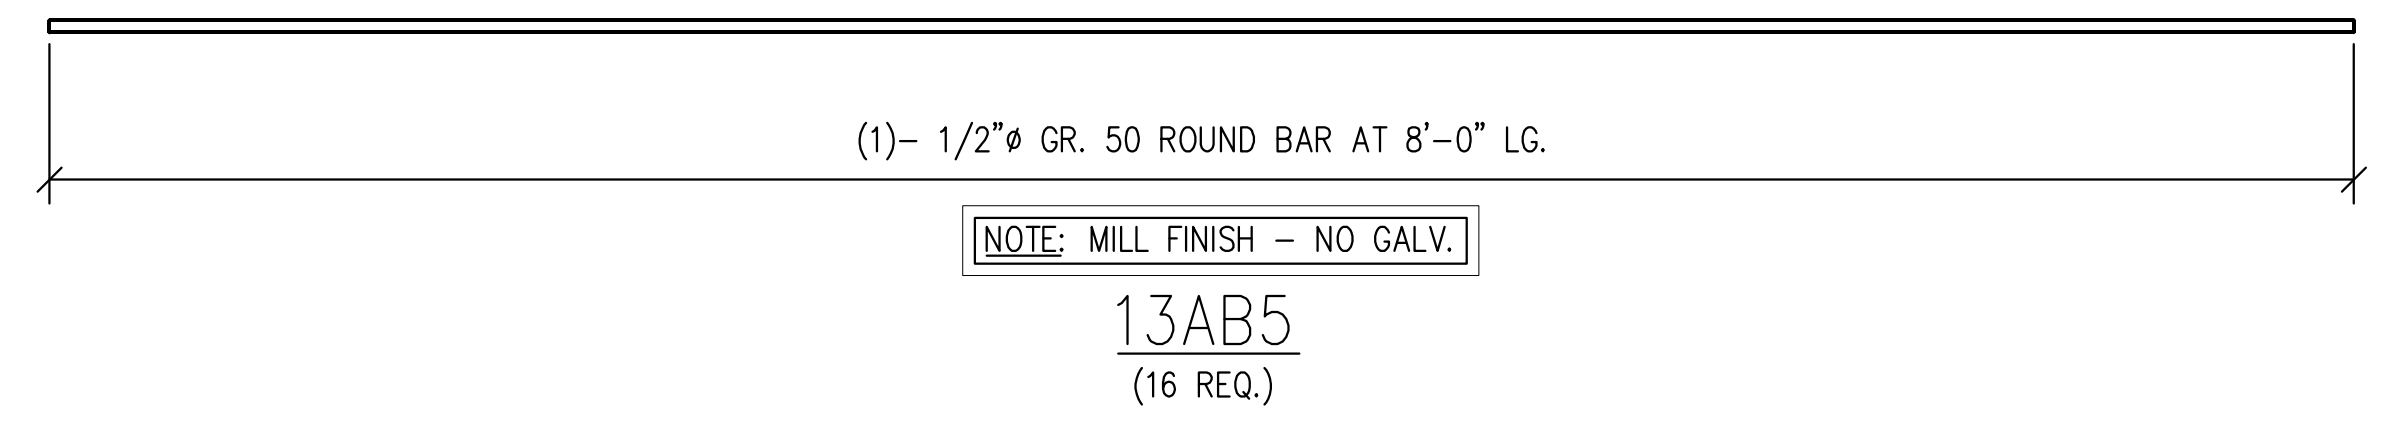 (1)- 1/2"ø GR. 50 ROUND BAR AT 8'-0" LG.
NOTE: MILL FINISH - NO GALV.
13AB5
(16 REQ.)